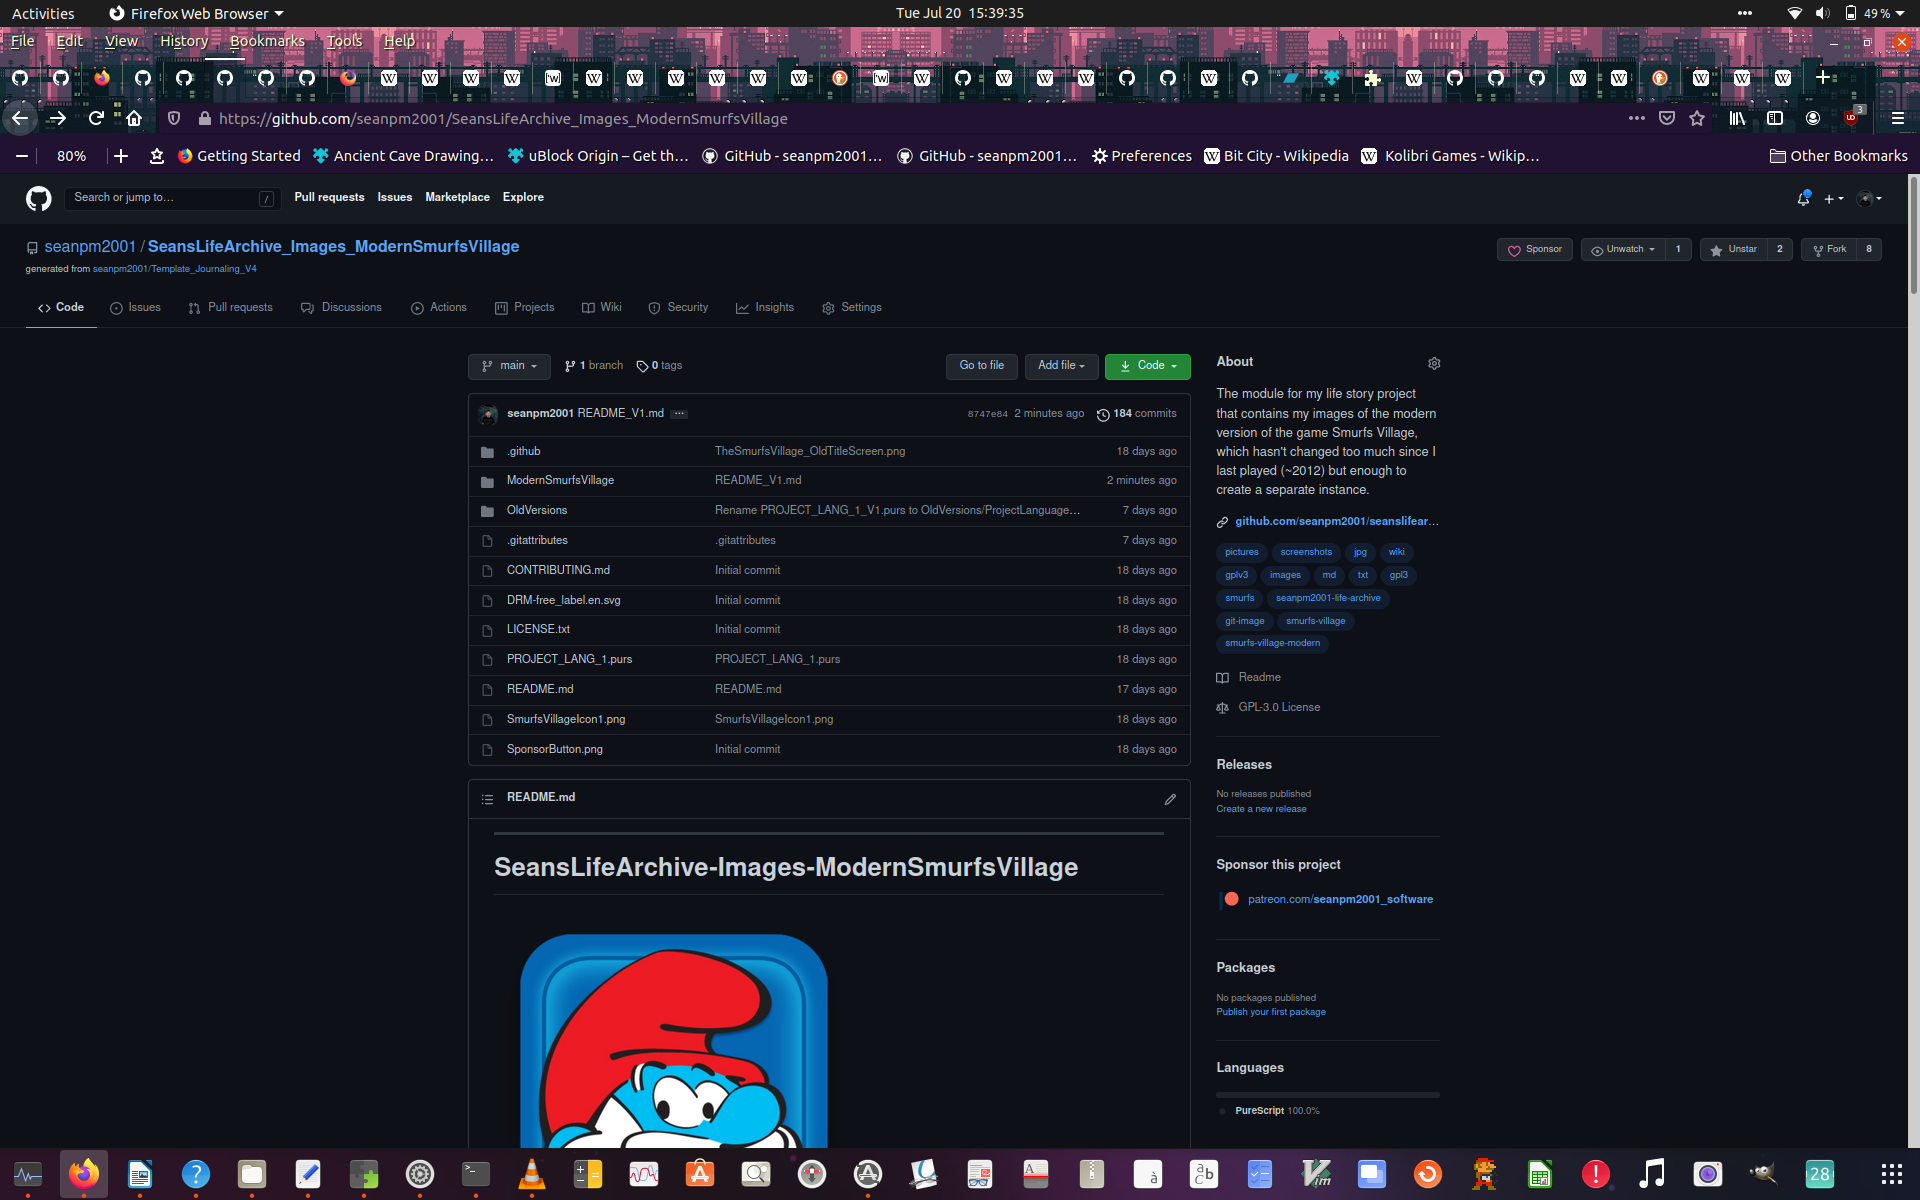 Activities Firefox Web Browser Tue Jul 20 15:39:35 49 %
File Edit View History Bookmarks Tools Help
https://github.com/seanpm2001/SeansLifeArchive_Images_ModernSmurfsVillage 3
80% Getting Started Ancient Cave Drawing… uBlock Origin – Get th… GitHub - seanpm2001… GitHub - seanpm2001… Preferences Bit City - Wikipedia Kolibri Games - Wikip… Other Bookmarks
Search or jump to… / Pull requests Issues Marketplace Explore
seanpm2001 / SeansLifeArchive_Images_ModernSmurfsVillage Sponsor Unwatch 1 Unstar 2 Fork 8
generated from seanpm2001/Template_Journaling_V4
Code Issues Pull requests Discussions Actions Projects Wiki Security Insights Settings
main 1 branch 0 tags Go to file Add file Code
seanpm2001 README_V1.md ... 8747e84 2 minutes ago 184 commits
.github TheSmurfsVillage_OldTitleScreen.png 18 days ago
ModernSmurfsVillage README_V1.md 2 minutes ago
OldVersions Rename PROJECT_LANG_1_V1.purs to OldVersions/ProjectLanguage… 7 days ago
.gitattributes .gitattributes 7 days ago
CONTRIBUTING.md Initial commit 18 days ago
DRM-free_label.en.svg Initial commit 18 days ago
LICENSE.txt Initial commit 18 days ago
PROJECT_LANG_1.purs PROJECT_LANG_1.purs 18 days ago
README.md README.md 17 days ago
SmurfsVillageIcon1.png SmurfsVillageIcon1.png 18 days ago
SponsorButton.png Initial commit 18 days ago
README.md
SeansLifeArchive-Images-ModernSmurfsVillage
About
The module for my life story project
that contains my images of the modern
version of the game Smurfs Village,
which hasn't changed too much since I
last played (~2012) but enough to
create a separate instance.
github.com/seanpm2001/seanslifear…
pictures screenshots jpg wiki
gplv3 images md txt gpl3
smurfs seanpm2001-life-archive
git-image smurfs-village
smurfs-village-modern
Readme
GPL-3.0 License
Releases
No releases published
Create a new release
Sponsor this project
patreon.com/seanpm2001_software
Packages
No packages published
Publish your first package
Languages
PureScript 100.0%
28